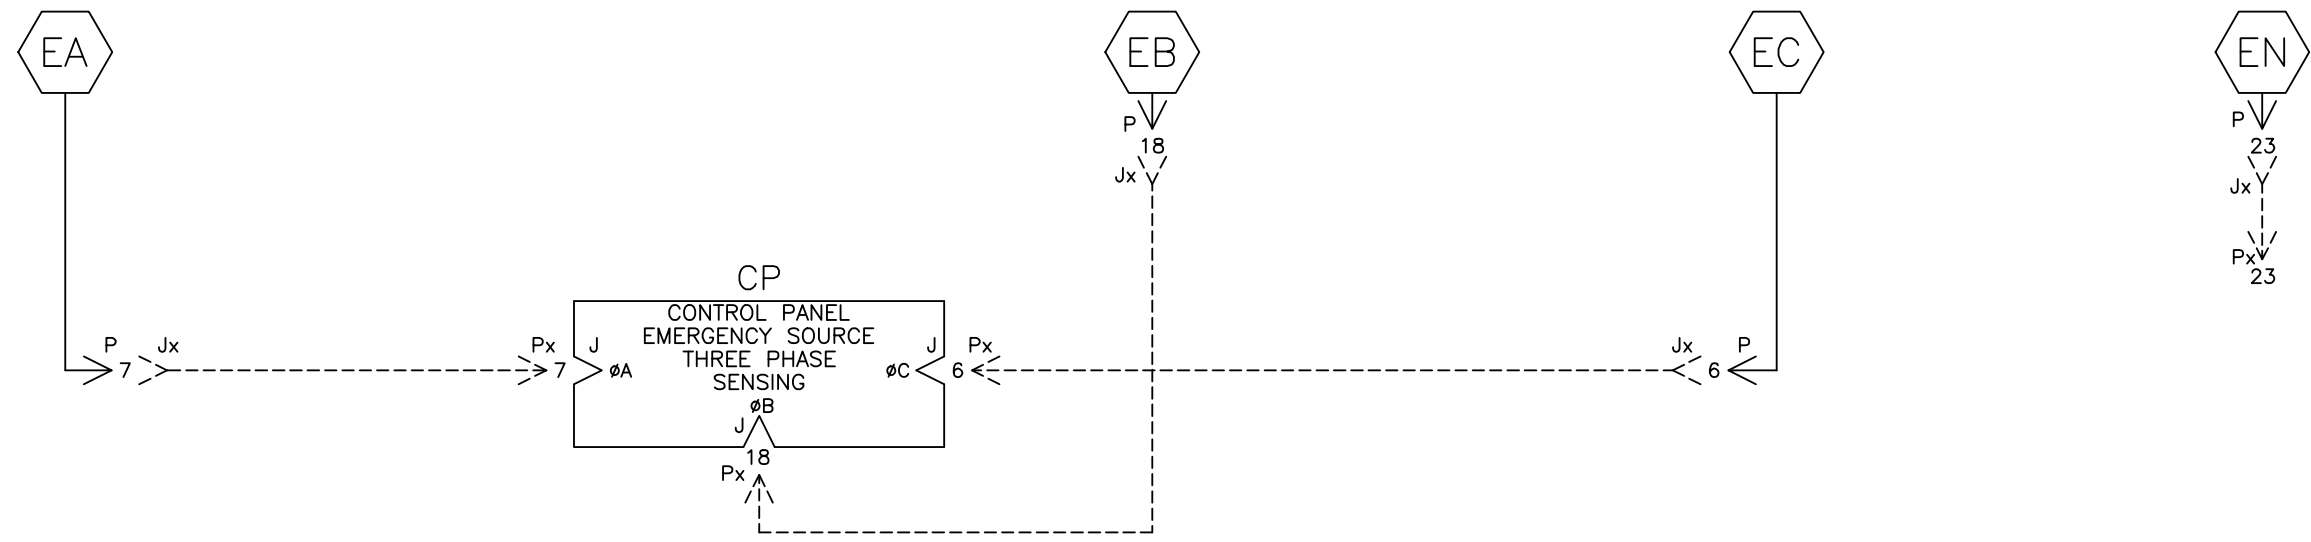 EA
EB
EC
EN
P
18
Jx
P
23
Jx
Px
23
CP
CONTROL PANEL
EMERGENCY SOURCE
THREE PHASE
SENSING
P
7
Jx
Px
7
J
øA
øB
J
18
Px
øC
J
6
Px
Jx
6
P